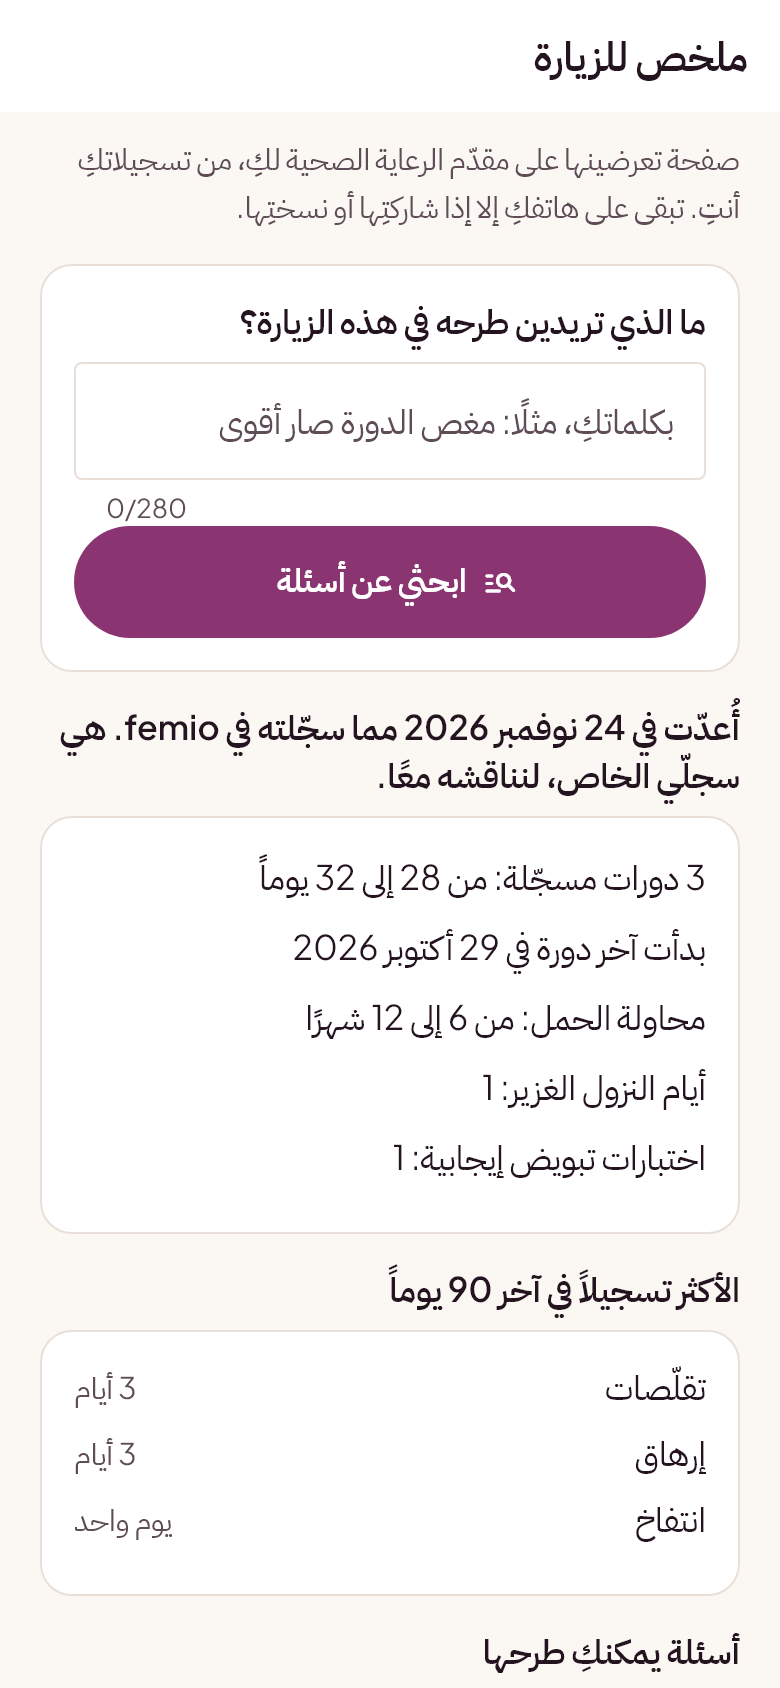 ملخص للزيارة
صفحة تعرضينها على مقدّم الرعاية الصحية لكِ، من تسجيلاتكِ
أنتِ. تبقى على هاتفكِ إلا إذا شاركتِها أو نسختِها.
ما الذي تريدين طرحه في هذه الزيارة؟
بكلماتكِ، مثلًا: مغص الدورة صار أقوى
0/280
ابحثي عن أسئلة
أُعدّت في 24 نوفمبر 2026 مما سجّلته في femio. هي
سجلّي الخاص، لنناقشه معًا.
3 دورات مسجّلة: من 28 إلى 32 يوماً
بدأت آخر دورة في 29 أكتوبر 2026
محاولة الحمل: من 6 إلى 12 شهرًا
أيام النزول الغزير: 1
اختبارات تبويض إيجابية: 1
الأكثر تسجيلاً في آخر 90 يوماً
تقلّصات 3 أيام
إرهاق 3 أيام
انتفاخ يوم واحد
أسئلة يمكنكِ طرحها